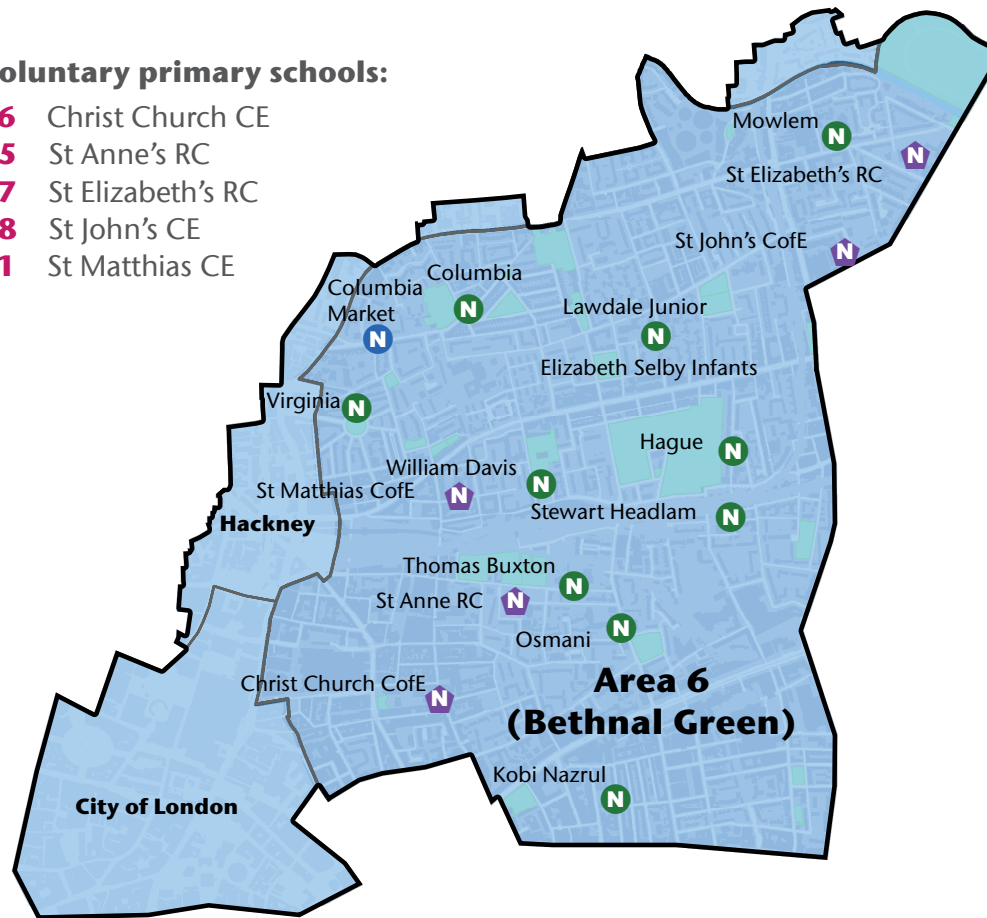 oluntary primary schools:
6 Christ Church CE
5 St Anne's RC
7 St Elizabeth's RC
8 St John's CE
1 St Matthias CE
Mowlem
N
St Elizabeth's RC
N
St John's CofE
N
Columbia
N
Columbia
Market
N
Lawdale Junior
N
Elizabeth Selby Infants
Virginia
N
Hague
N
William Davis
N
St Matthias CofE
N
Stewart Headlam
N
Hackney
Thomas Buxton
N
St Anne RC
N
Osmani
N
Christ Church CofE
N
Area 6
(Bethnal Green)
Kobi Nazrul
N
City of London